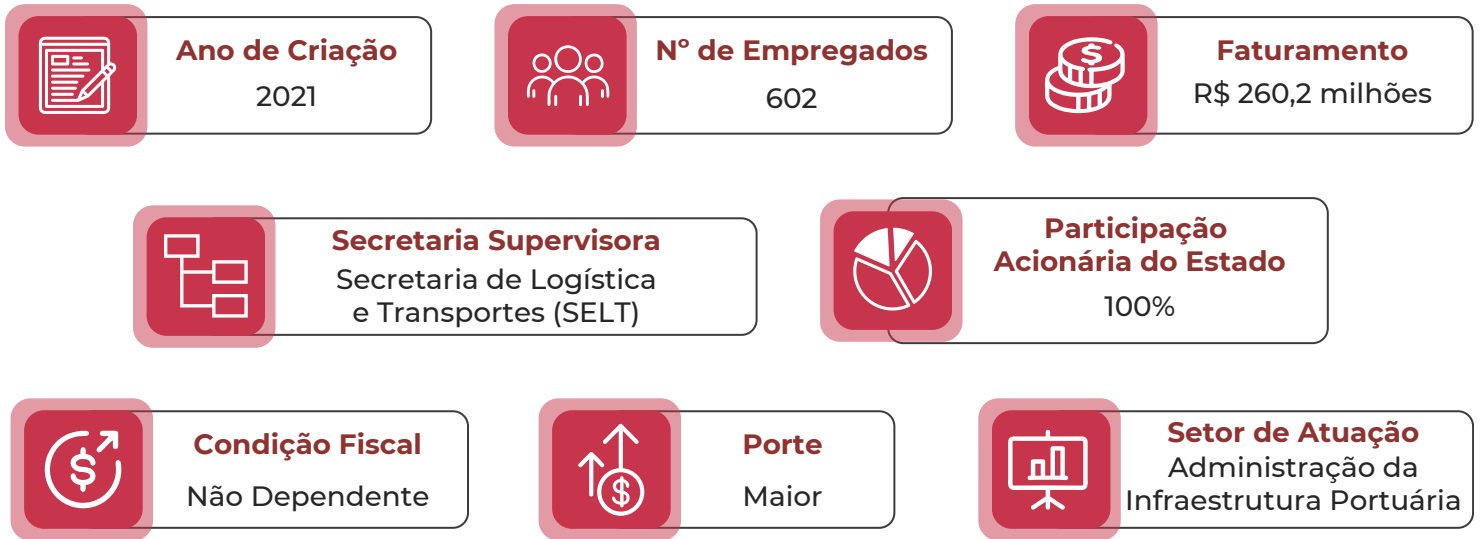 Ano de Criação
2021
Nº de Empregados
602
Faturamento
R$ 260,2 milhões
Secretaria Supervisora
Secretaria de Logística
e Transportes (SELT)
Participação
Acionária do Estado
100%
Condição Fiscal
Não Dependente
Porte
Maior
Setor de Atuação
Administração da
Infraestrutura Portuária